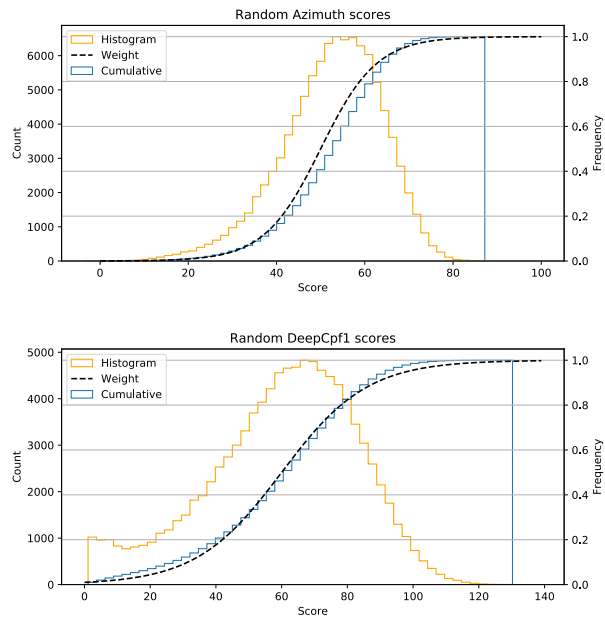 Random Azimuth scores
Histogram
Weight
Cumulative
6000
5000
4000
3000
2000
1000
0
Count
1.0
0.8
0.6
0.4
0.2
0.0
Frequency
0 20 40 60 80 100
Score
Random DeepCpf1 scores
Histogram
Weight
Cumulative
5000
4000
3000
2000
1000
0
Count
1.0
0.8
0.6
0.4
0.2
0.0
Frequency
0 20 40 60 80 100 120 140
Score